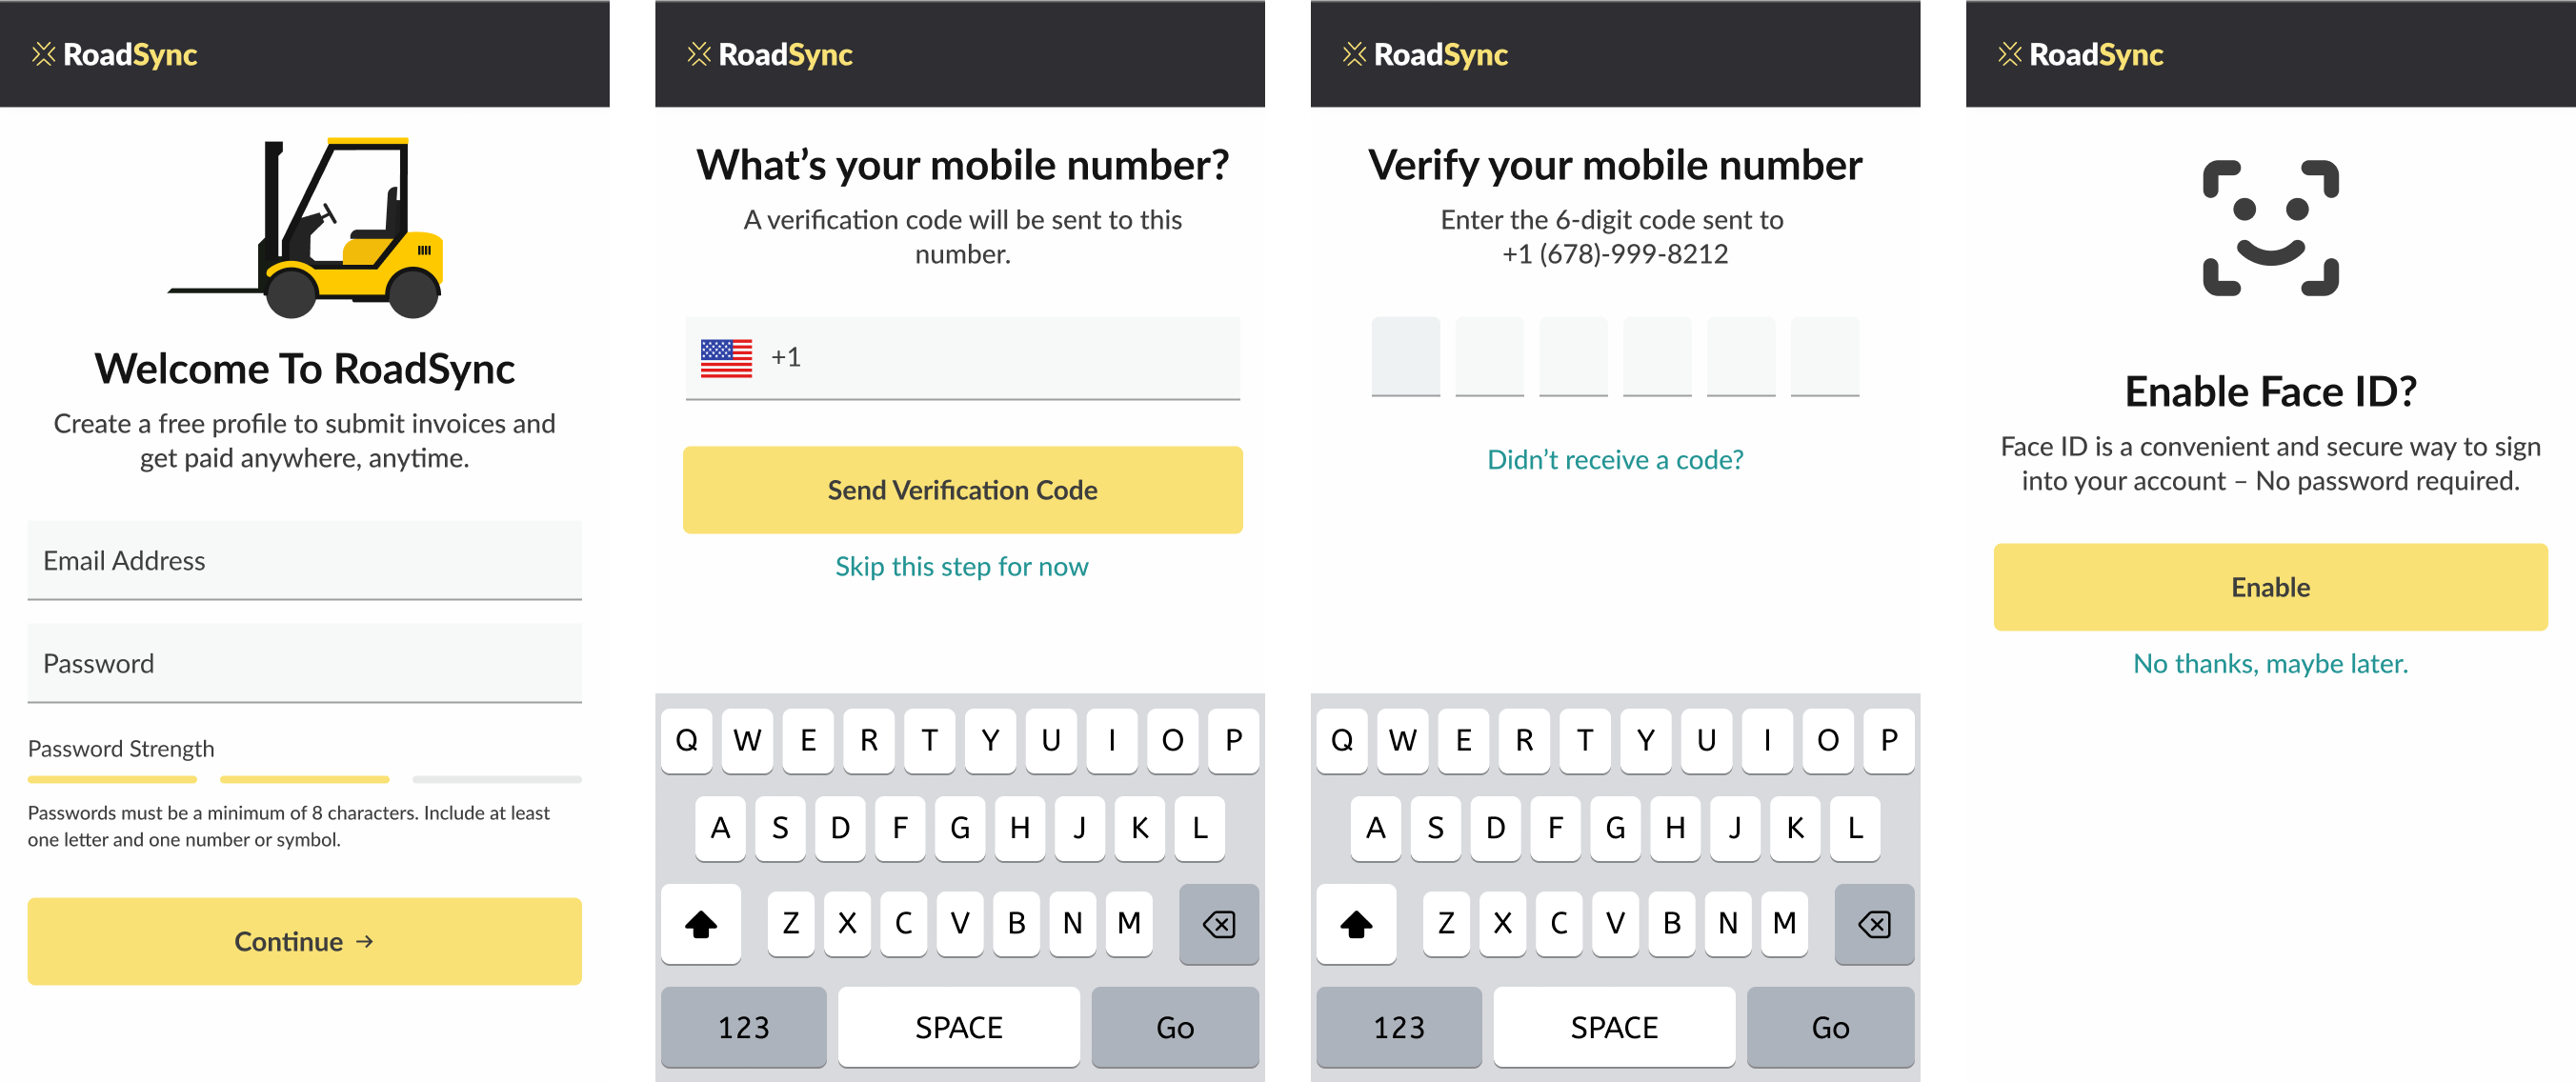 RoadSync
Welcome To RoadSync
Create a free profile to submit invoices and
get paid anywhere, anytime.
Email Address
Password
Password Strength
Passwords must be a minimum of 8 characters. Include at least
one letter and one number or symbol.
Continue →
RoadSync
What’s your mobile number?
A verification code will be sent to this
number.
+1
Send Verification Code
Skip this step for now
Q W E R T Y U I O P
A S D F G H J K L
Z X C V B N M
123 SPACE Go
RoadSync
Verify your mobile number
Enter the 6-digit code sent to
+1 (678)-999-8212
Didn’t receive a code?
Q W E R T Y U I O P
A S D F G H J K L
Z X C V B N M
123 SPACE Go
RoadSync
Enable Face ID?
Face ID is a convenient and secure way to sign
into your account – No password required.
Enable
No thanks, maybe later.